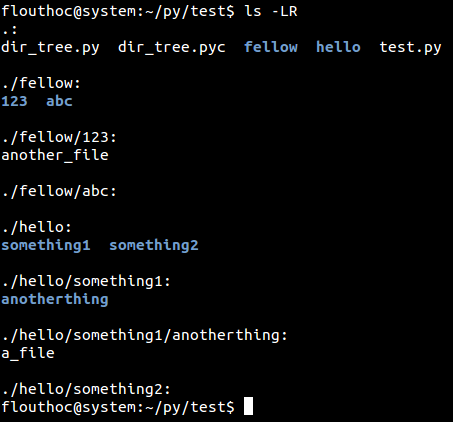 flouthoc@system:~/py/test$ ls -LR
.:
dir_tree.py  dir_tree.pyc  fellow  hello  test.py
./fellow:
123  abc
./fellow/123:
another_file
./fellow/abc:
./hello:
something1  something2
./hello/something1:
anotherthing
./hello/something1/anotherthing:
a_file
./hello/something2:
flouthoc@system:~/py/test$